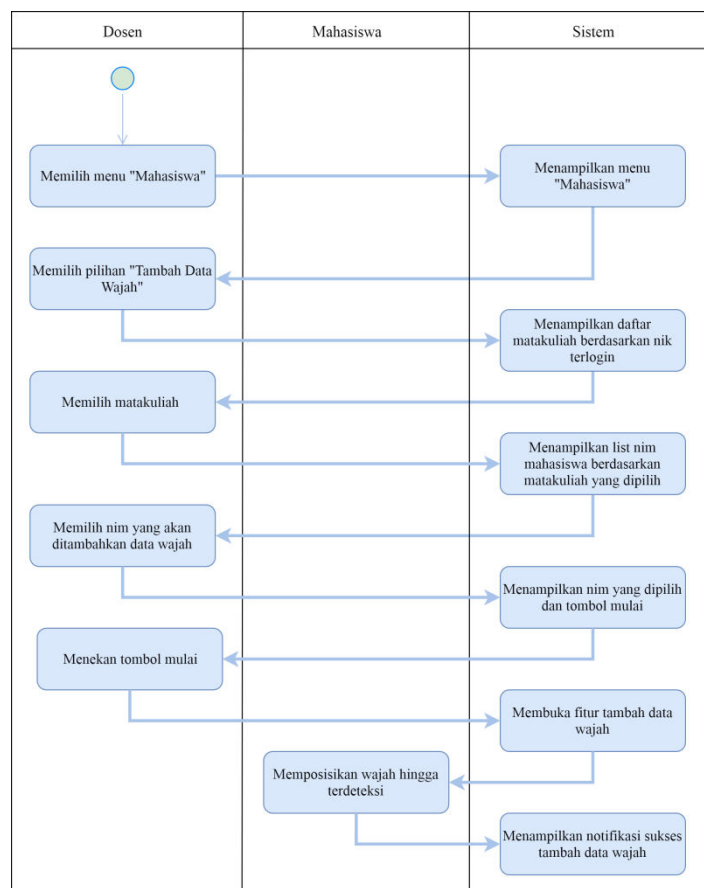 Dosen
Mahasiswa
Sistem
Memilih menu "Mahasiswa"
Menampilkan menu
"Mahasiswa"
Memilih pilihan "Tambah Data
Wajah"
Menampilkan daftar
matakuliah berdasarkan nik
terlogin
Memilih matakuliah
Menampilkan list nim
mahasiswa berdasarkan
matakuliah yang dipilih
Memilih nim yang akan
ditambahkan data wajah
Menampilkan nim yang dipilih
dan tombol mulai
Menekan tombol mulai
Membuka fitur tambah data
wajah
Memposisikan wajah hingga
terdeteksi
Menampilkan notifikasi sukses
tambah data wajah